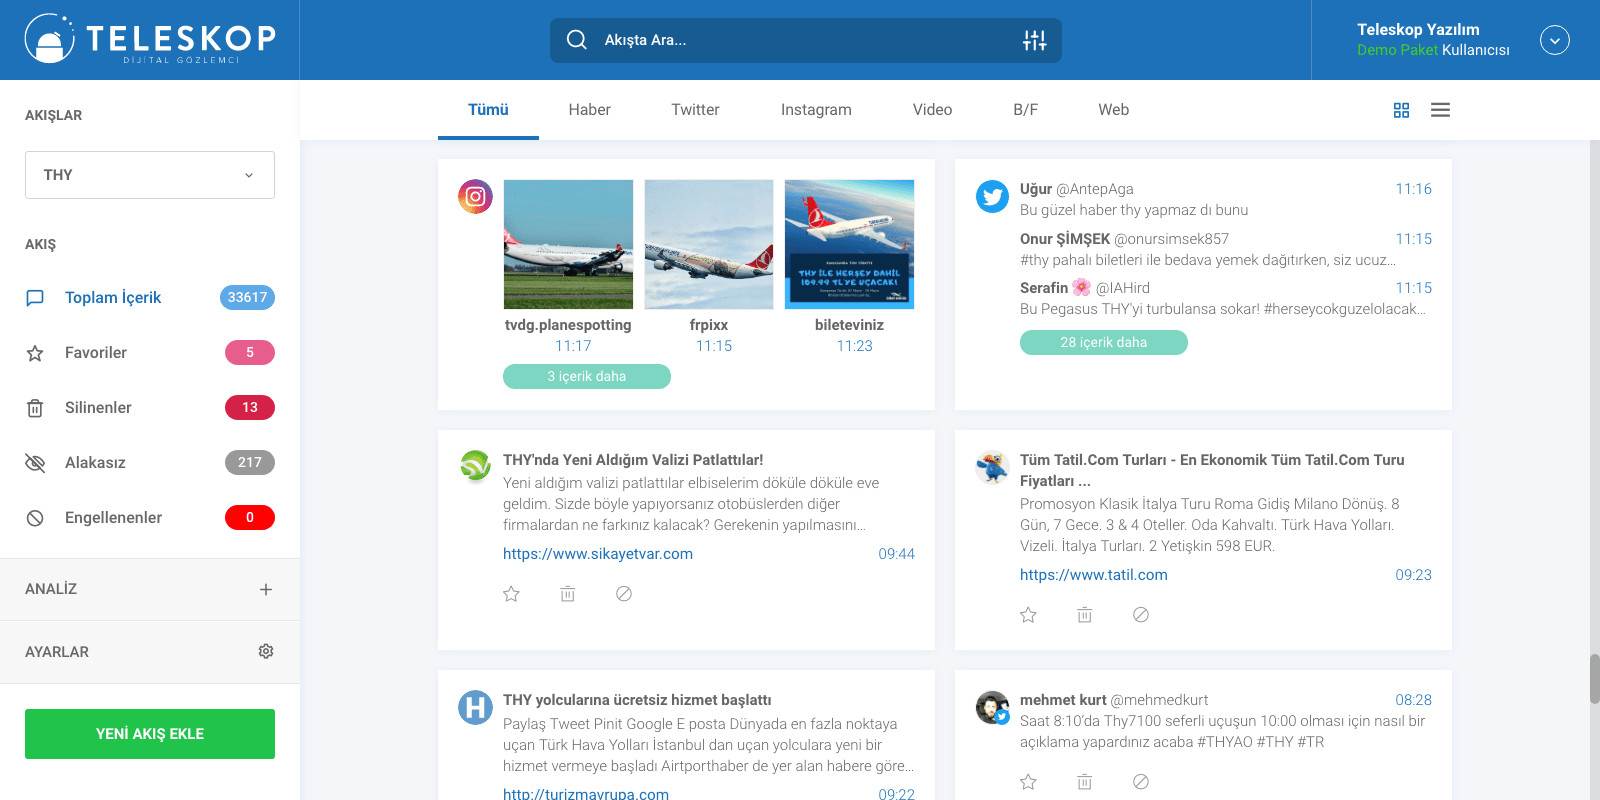 TELESKOP
DİJİTAL GÖZLEMCİ
Akışta Ara...
Teleskop Yazılım
Demo Paket Kullanıcısı
AKIŞLAR
THY
AKIŞ
Toplam İçerik 33617
Favoriler 5
Silinenler 13
Alakasız 217
Engellenenler 0
ANALİZ
AYARLAR
YENİ AKIŞ EKLE
Tümü Haber Twitter Instagram Video B/F Web
THY İLE HERŞEY DAHİL
109.99 TL'YE UÇACAK!
tvdg.planespotting frpixx bileteviniz
11:17 11:15 11:23
3 içerik daha
Uğur @AntepAga 11:16
Bu güzel haber thy yapmaz dı bunu
Onur ŞİMŞEK @onursimsek857 11:15
#thy pahalı biletleri ile bedava yemek dağıtırken, siz ucuz...
Serafin 🌸 @IAHird 11:15
Bu Pegasus THY'yi turbulansa sokar! #herseycokguzelolacak...
28 içerik daha
THY'nda Yeni Aldığım Valizi Patlattılar!
Yeni aldığım valizi patlattılar elbiselerim döküle döküle eve
geldim. Sizde böyle yapıyorsanız otobüslerden diğer
firmalardan ne farkınız kalacak? Gerekenin yapılmasını...
https://www.sikayetvar.com 09:44
Tüm Tatil.Com Turları - En Ekonomik Tüm Tatil.Com Turu
Fiyatları ...
Promosyon Klasik İtalya Turu Roma Gidiş Milano Dönüş. 8
Gün, 7 Gece. 3 & 4 Oteller. Oda Kahvaltı. Türk Hava Yolları.
Vizeli. İtalya Turları. 2 Yetişkin 598 EUR.
https://www.tatil.com 09:23
H
THY yolcularına ücretsiz hizmet başlattı
Paylaş Tweet Pinit Google E posta Dünyada en fazla noktaya
uçan Türk Hava Yolları İstanbul dan uçan yolculara yeni bir
hizmet vermeye başladı Airtporthaber de yer alan habere göre...
http://turizmavrupa.com 09:22
mehmet kurt @mehmedkurt 08:28
Saat 8:10'da Thy7100 seferli uçuşun 10:00 olması için nasıl bir
açıklama yapardınız acaba #THYAO #THY #TR